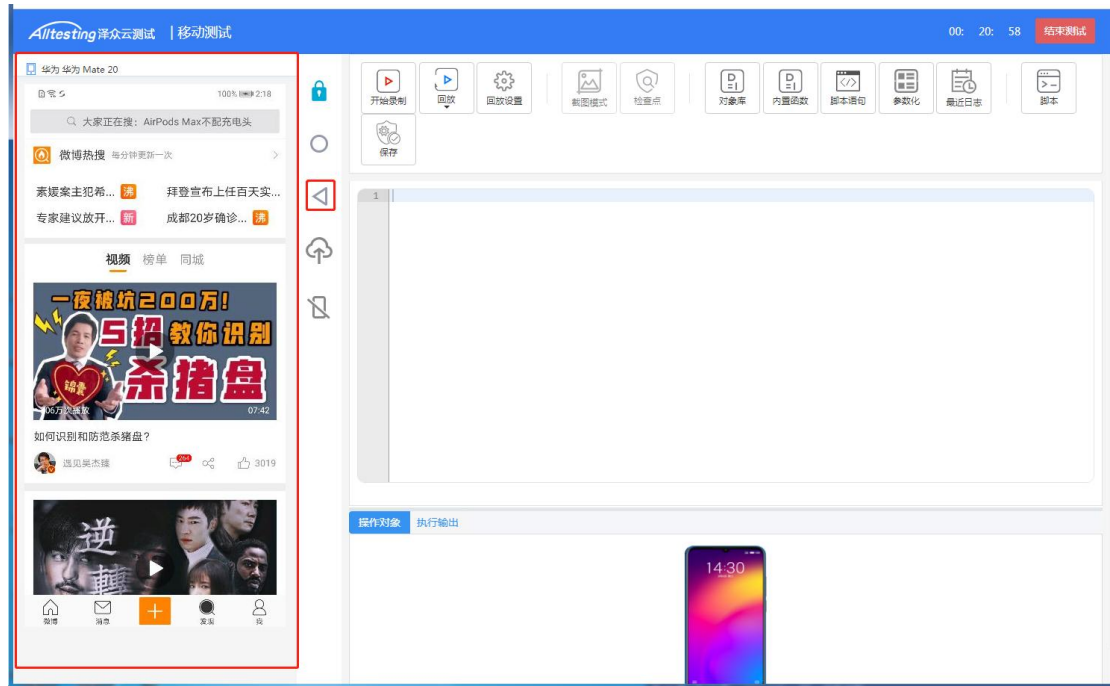 Alltesting泽众云测试 | 移动测试
00: 20: 58 结束测试
华为 华为 Mate 20
100% 2:18
大家正在搜：AirPods Max不配充电头
微博热搜 每分钟更新一次
素媛案主犯希... 沸 拜登宣布上任百天实...
专家建议放开... 新 成都20岁确诊... 沸
视频 榜单 同城
一夜被坑200万!
5招教你识别
杀猪盘
锦囊
06万次播放 07:42
如何识别和防范杀猪盘?
遇见吴杰臻 264 3019
逆轉
微博 消息 发现 我
开始录制 回放 回放设置 截图模式 检查点 对象库 内置函数 脚本语句 参数化 最近日志 脚本
保存
1
操作对象 执行输出
14:30